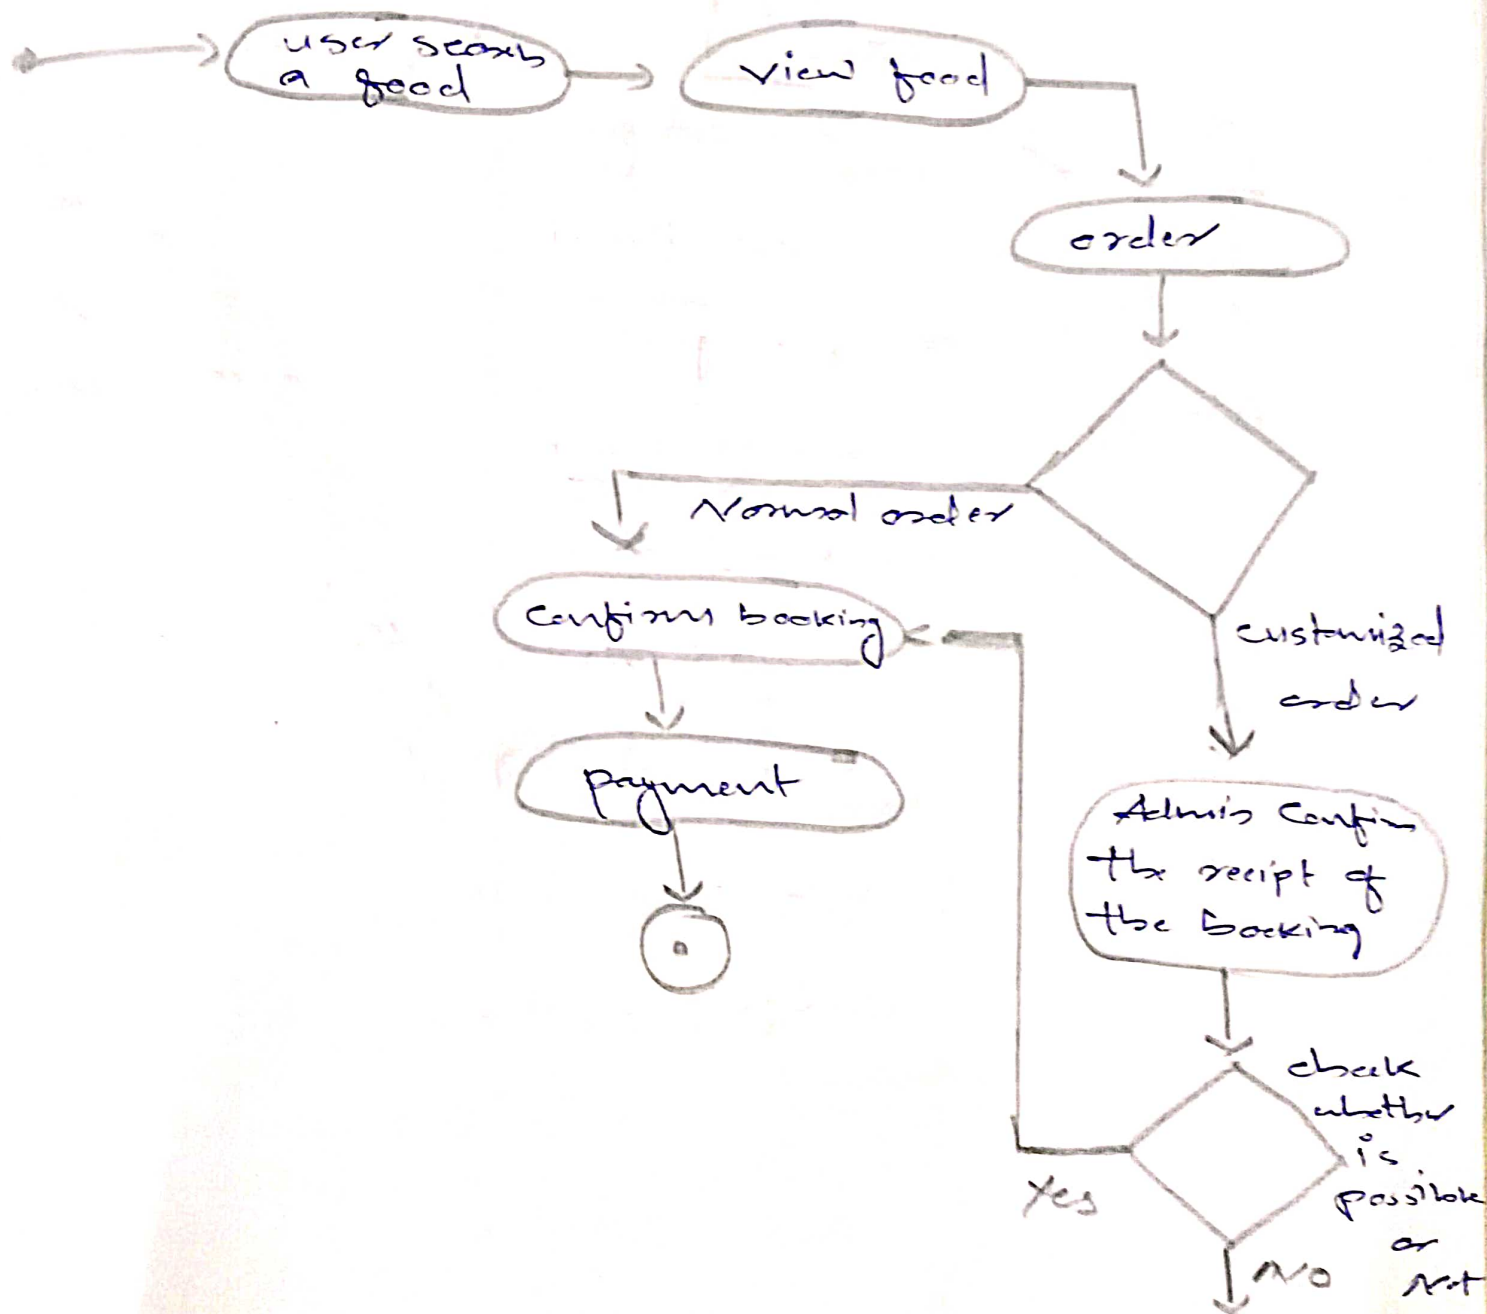 user search
a food
view food
order
Normal order
Confirm booking
customized
order
payment
Admin Confirm
the recipt of
the booking
check
whether
is
possible
or
Not
Yes
No